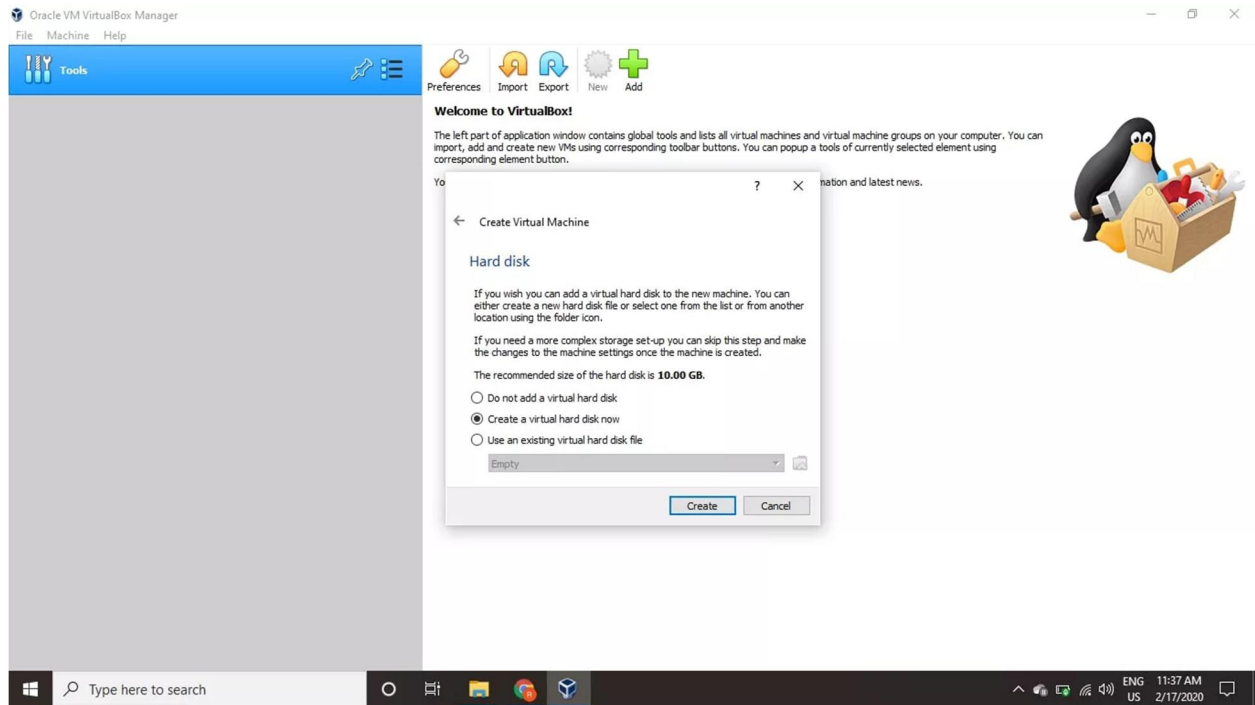 Oracle VM VirtualBox Manager
File Machine Help
Tools
Preferences Import Export New Add
Welcome to VirtualBox!
The left part of application window contains global tools and lists all virtual machines and virtual machine groups on your computer. You can
import, add and create new VMs using corresponding toolbar buttons. You can popup a tools of currently selected element using
corresponding element button.
and latest news.
?
Create Virtual Machine
Hard disk
If you wish you can add a virtual hard disk to the new machine. You can
either create a new hard disk file or select one from the list or from another
location using the folder icon.
If you need a more complex storage set-up you can skip this step and make
the changes to the machine settings once the machine is created.
The recommended size of the hard disk is 10.00 GB.
Do not add a virtual hard disk
Create a virtual hard disk now
Use an existing virtual hard disk file
Empty
Create Cancel
Type here to search
ENG 11:37 AM
US 2/17/2020